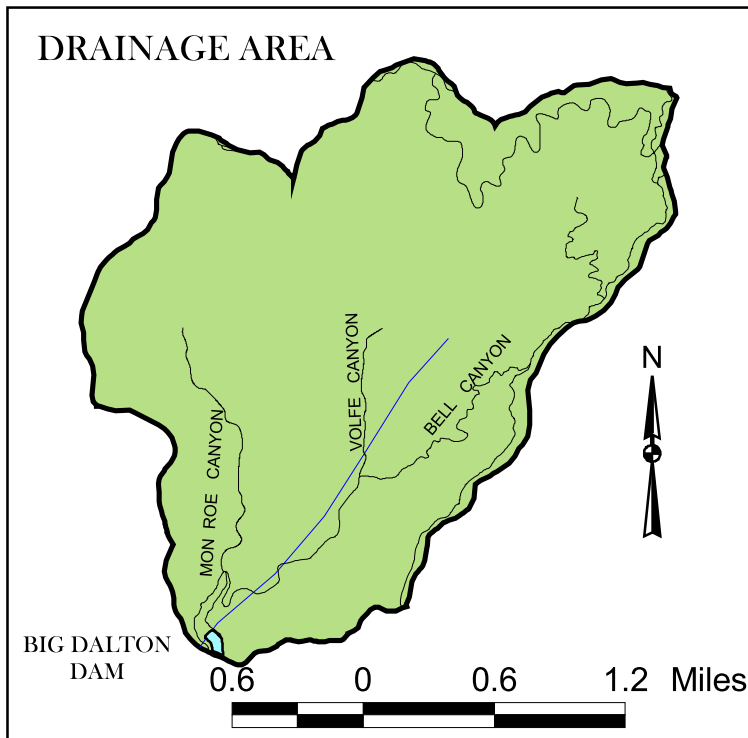 DRAINAGE AREA
VOLFE CANYON
BELL CANYON
MON ROE CANYON
N
BIG DALTON
DAM
0.6 0 0.6 1.2 Miles